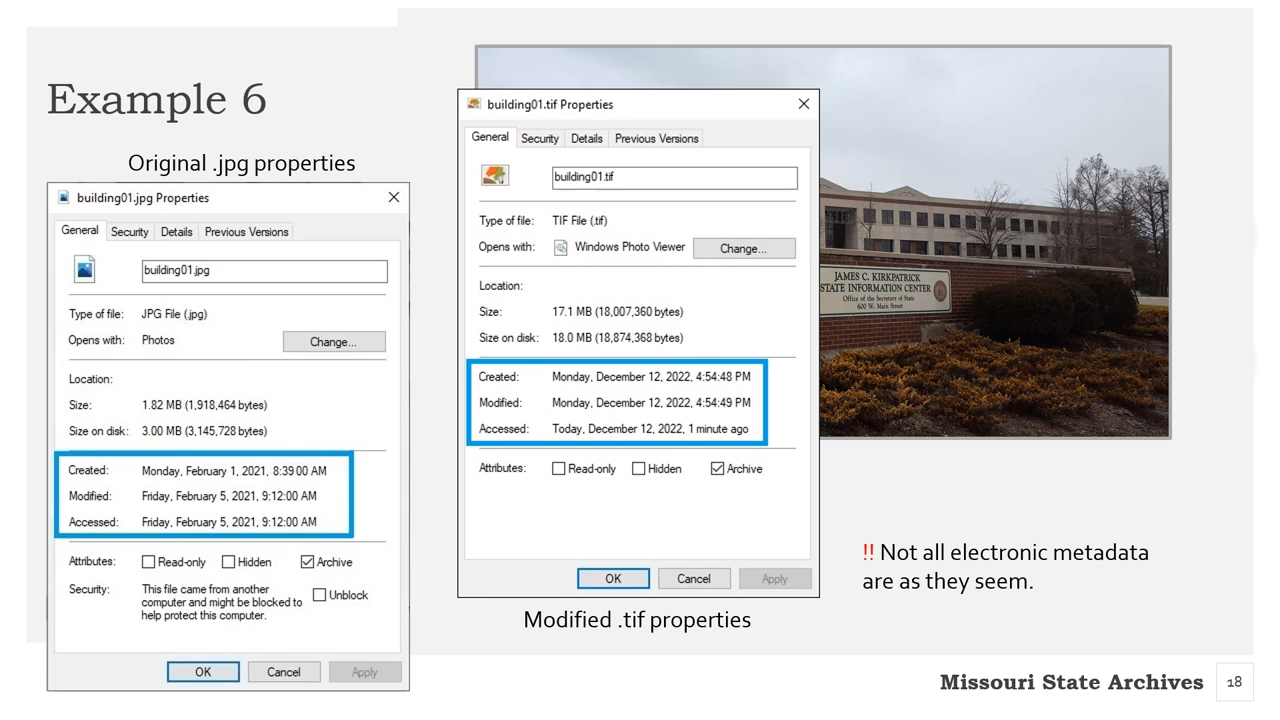 Example 6
Original .jpg properties
building01.jpg Properties
General Security Details Previous Versions
building01.jpg
Type of file: JPG File (.jpg)
Opens with: Photos Change...
Location:
Size: 1.82 MB (1,918,464 bytes)
Size on disk: 3.00 MB (3,145,728 bytes)
Created: Monday, February 1, 2021, 8:39:00 AM
Modified: Friday, February 5, 2021, 9:12:00 AM
Accessed: Friday, February 5, 2021, 9:12:00 AM
Attributes: Read-only Hidden Archive
Security: This file came from another
computer and might be blocked to
help protect this computer.
Unblock
OK Cancel Apply
building01.tif Properties
General Security Details Previous Versions
building01.tif
Type of file: TIF File (.tif)
Opens with: Windows Photo Viewer Change...
Location:
Size: 17.1 MB (18,007,360 bytes)
Size on disk: 18.0 MB (18,874,368 bytes)
Created: Monday, December 12, 2022, 4:54:48 PM
Modified: Monday, December 12, 2022, 4:54:49 PM
Accessed: Today, December 12, 2022, 1 minute ago
Attributes: Read-only Hidden Archive
OK Cancel Apply
Modified .tif properties
JAMES C. KIRKPATRICK
STATE INFORMATION CENTER
Office of the Secretary of State
600 W. Main Street
!! Not all electronic metadata
are as they seem.
Missouri State Archives 18